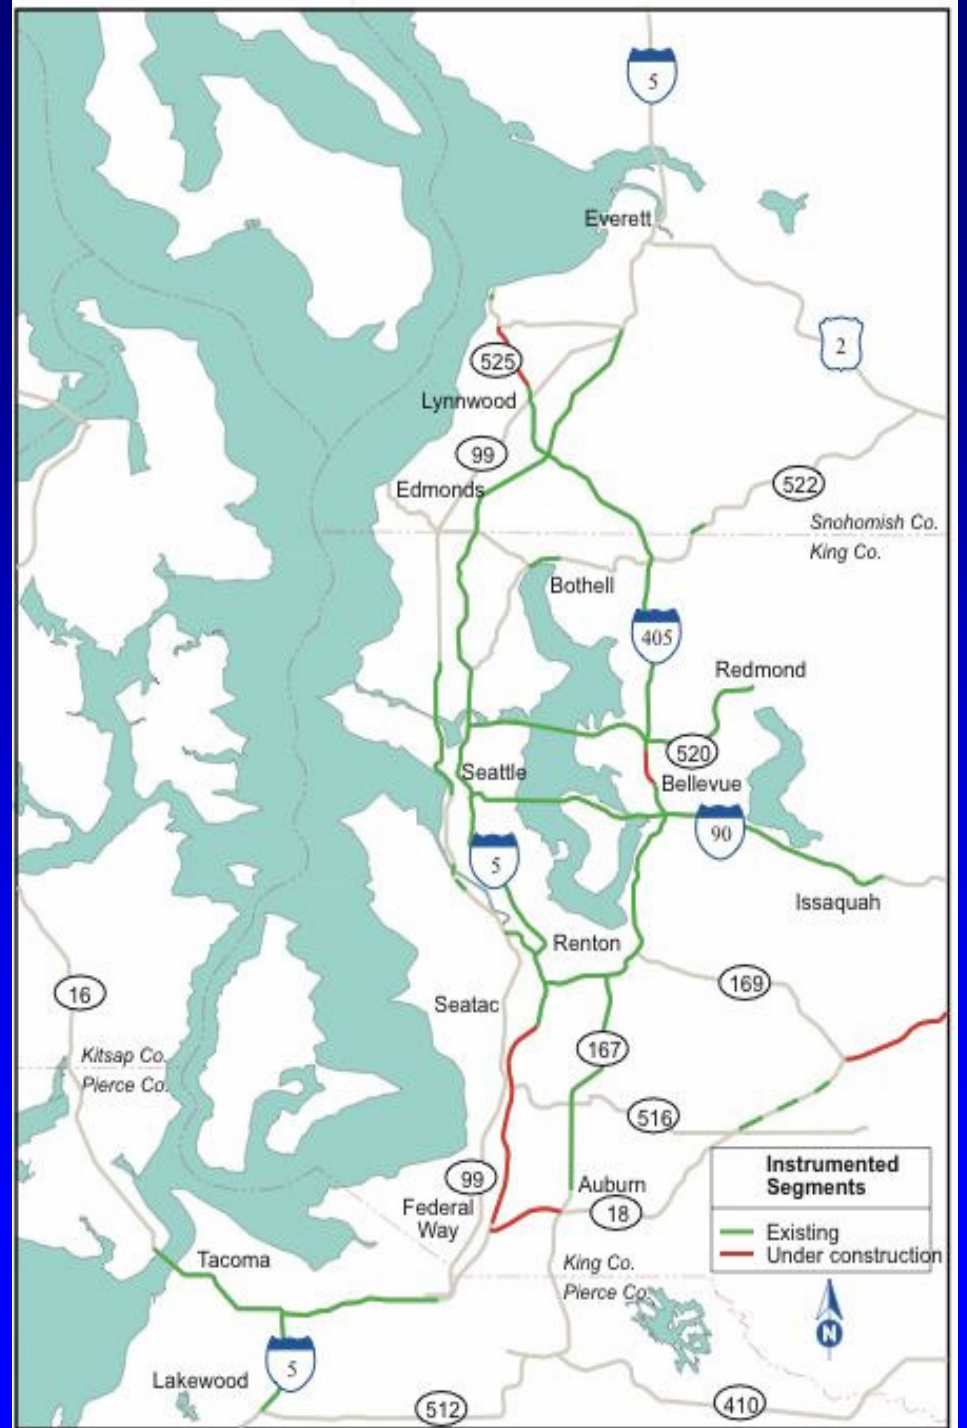 5
Everett
2
525
Lynnwood
99
Edmonds
522
Snohomish Co.
King Co.
Bothell
405
Redmond
520
Seattle
Bellevue
90
5
Issaquah
Renton
16
169
Seatac
167
Kitsap Co.
Pierce Co.
516
99
Auburn
Federal
Way
18
Instrumented
Segments
Existing
Under construction
Tacoma
King Co.
Pierce Co.
N
5
Lakewood
512
410